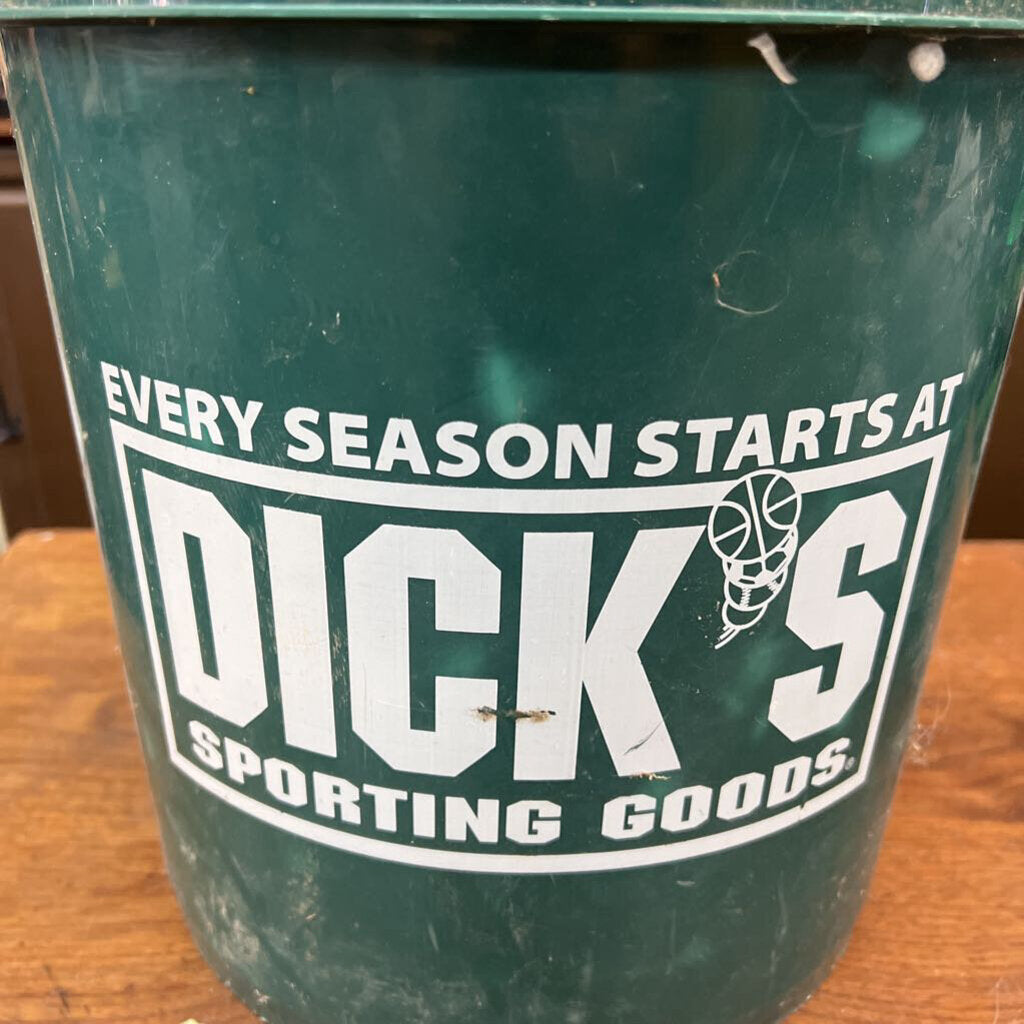 EVERY SEASON STARTS AT
DICK'S
SPORTING GOODS®